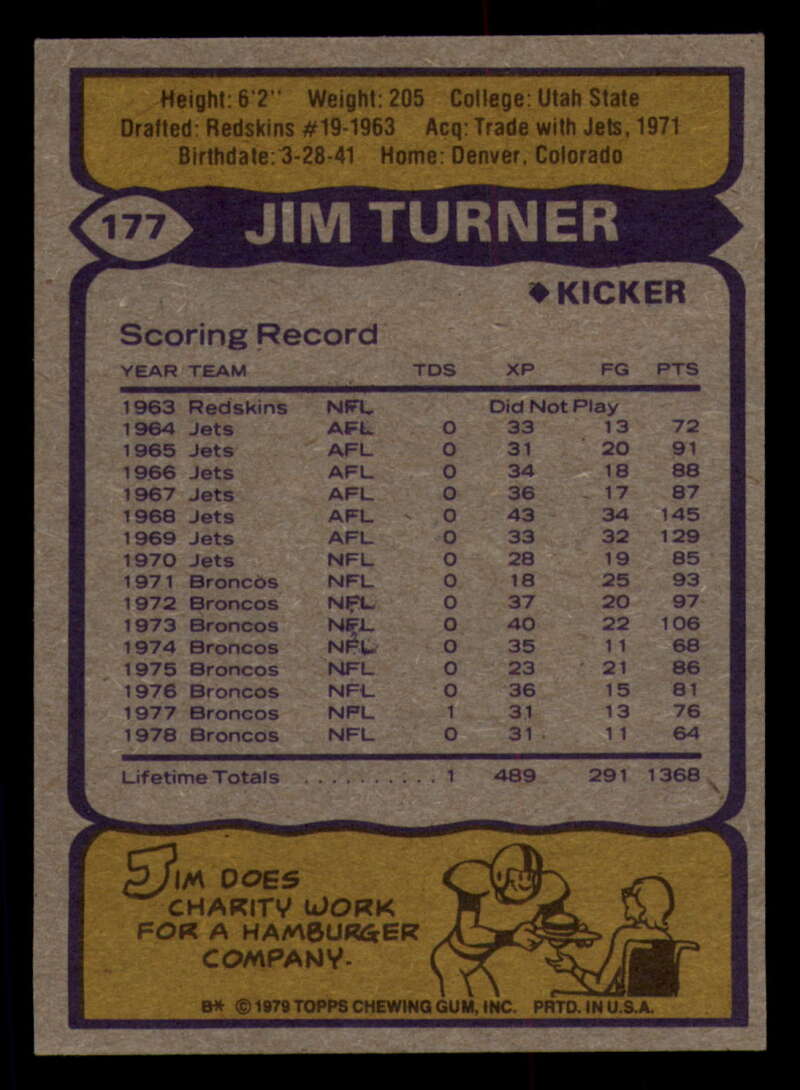 Height: 6'2" Weight: 205 College: Utah State
Drafted: Redskins #19-1963 Acq: Trade with Jets, 1971
Birthdate: 3-28-41 Home: Denver, Colorado
177 JIM TURNER
◆ KICKER
Scoring Record
YEAR TEAM TDS XP FG PTS
1963 Redskins NFL Did Not Play
1964 Jets AFL 0 33 13 72
1965 Jets AFL 0 31 20 91
1966 Jets AFL 0 34 18 88
1967 Jets AFL 0 36 17 87
1968 Jets AFL 0 43 34 145
1969 Jets AFL 0 33 32 129
1970 Jets NFL 0 28 19 85
1971 Broncos NFL 0 18 25 93
1972 Broncos NFL 0 37 20 97
1973 Broncos NFL 0 40 22 106
1974 Broncos NFL 0 35 11 68
1975 Broncos NFL 0 23 21 86
1976 Broncos NFL 0 36 15 81
1977 Broncos NFL 1 31 13 76
1978 Broncos NFL 0 31 11 64
Lifetime Totals .......... 1 489 291 1368
JIM DOES
CHARITY WORK
FOR A HAMBURGER
COMPANY.
B* © 1979 TOPPS CHEWING GUM, INC. PRTD. IN U.S.A.